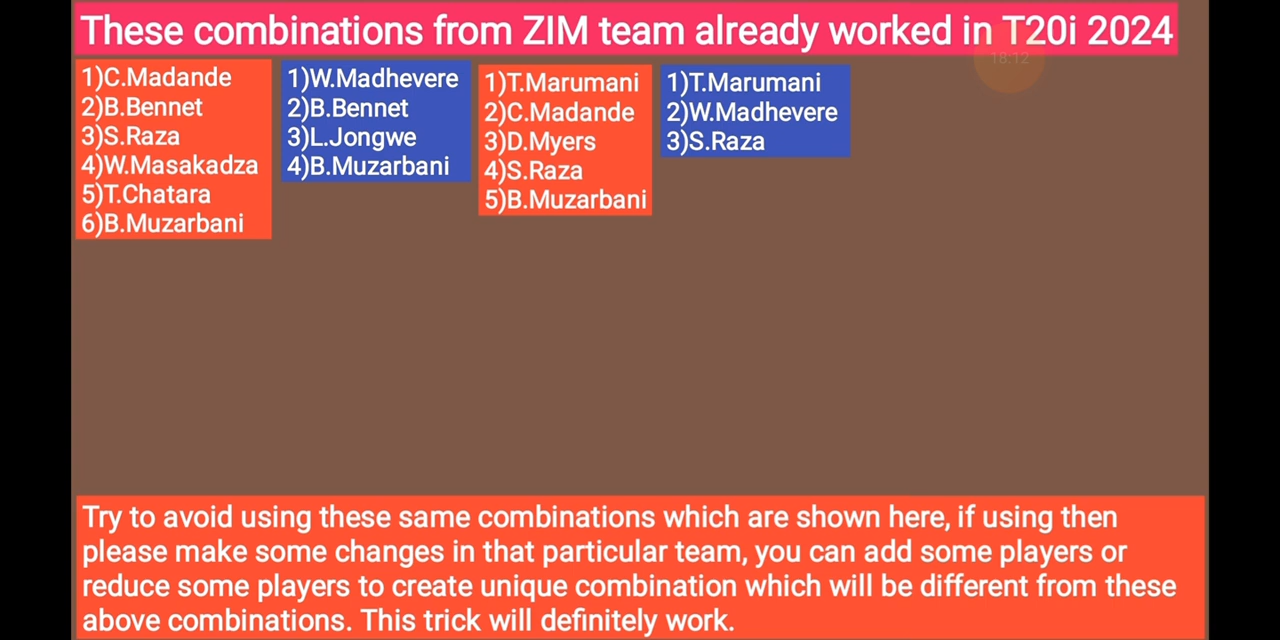 These combinations from ZIM team already worked in T20i 2024
18:12
1)C.Madande
2)B.Bennet
3)S.Raza
4)W.Masakadza
5)T.Chatara
6)B.Muzarbani
1)W.Madhevere
2)B.Bennet
3)L.Jongwe
4)B.Muzarbani
1)T.Marumani
2)C.Madande
3)D.Myers
4)S.Raza
5)B.Muzarbani
1)T.Marumani
2)W.Madhevere
3)S.Raza
Try to avoid using these same combinations which are shown here, if using then
please make some changes in that particular team, you can add some players or
reduce some players to create unique combination which will be different from these
above combinations. This trick will definitely work.